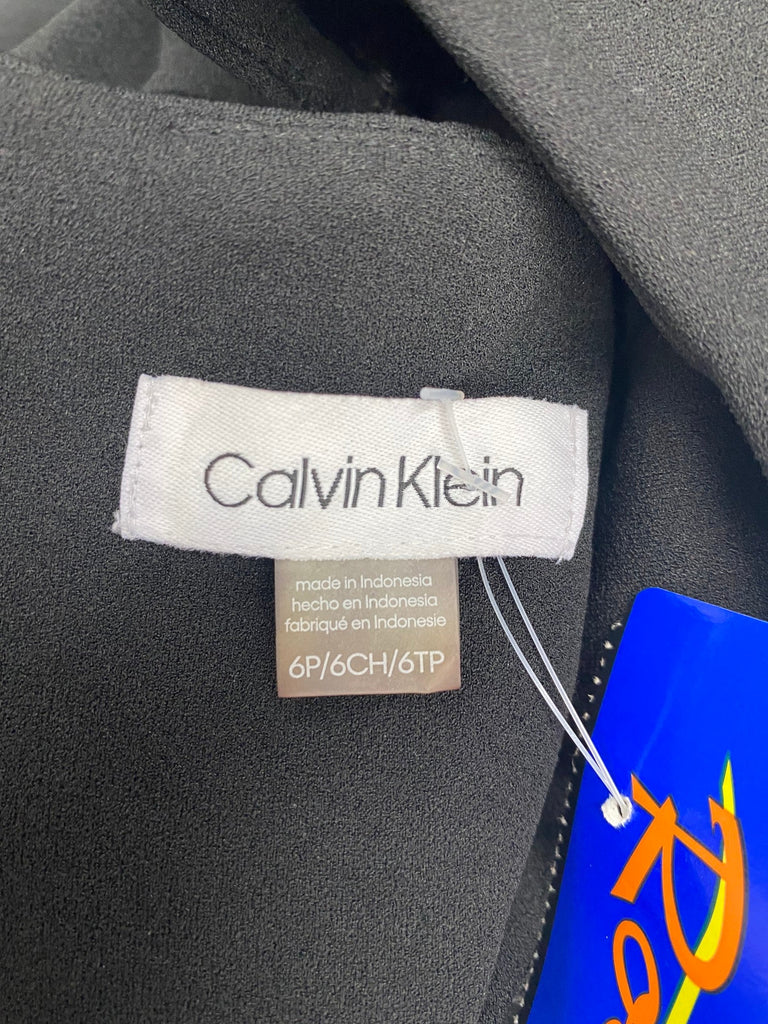 Calvin Klein
made in Indonesia
hecho en Indonesia
fabriqué en Indonesie
6P/6CH/6TP